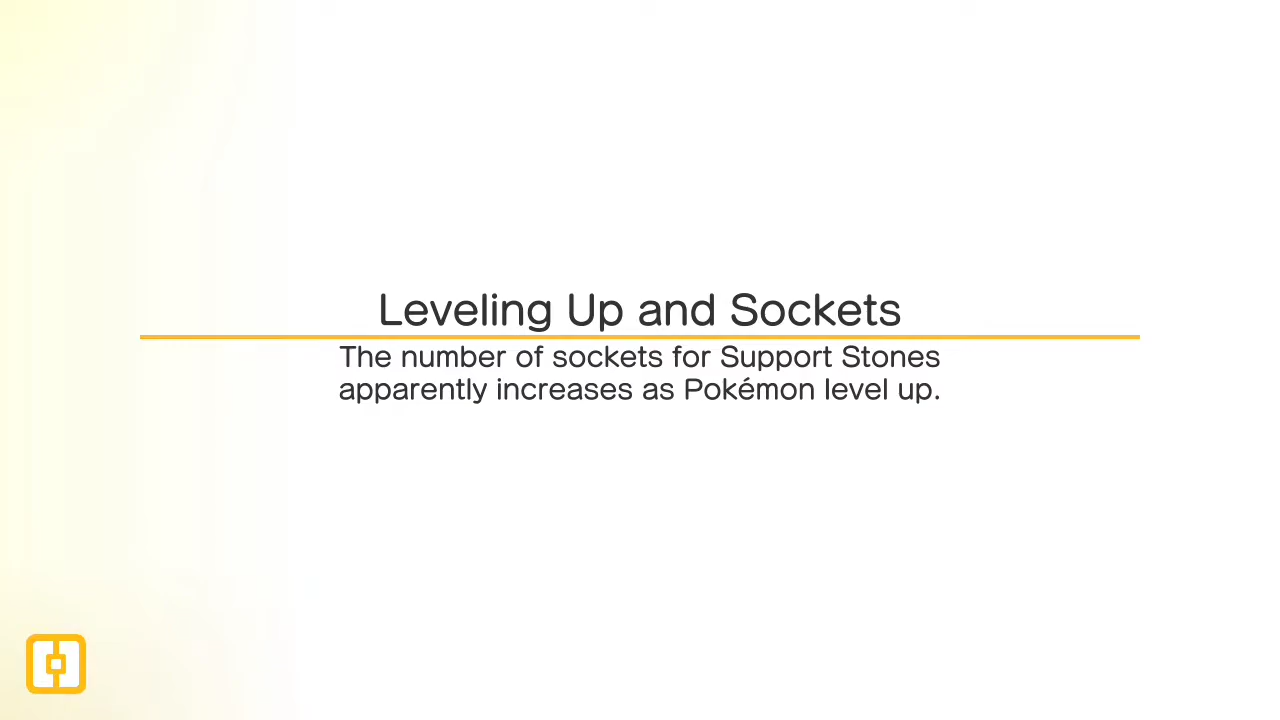 Leveling Up and Sockets
The number of sockets for Support Stones
apparently increases as Pokémon level up.